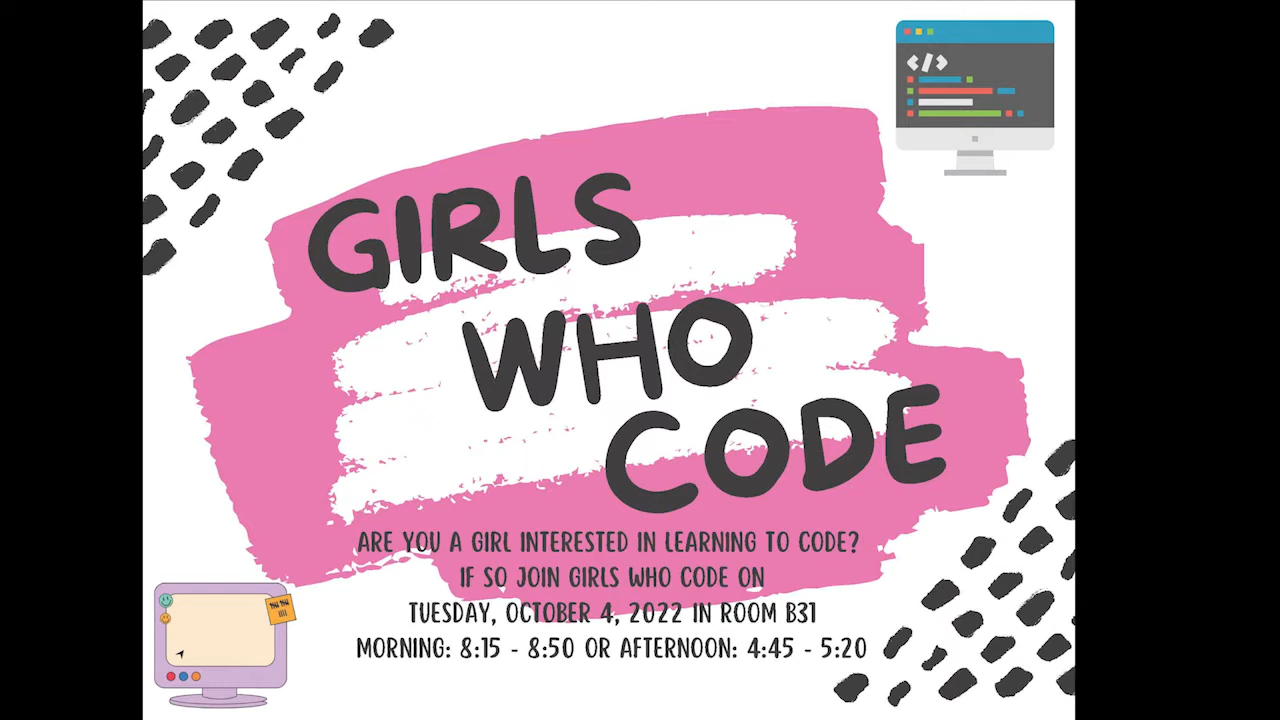 </>
GIRLS
WHO
CODE
ARE YOU A GIRL INTERESTED IN LEARNING TO CODE?
IF SO JOIN GIRLS WHO CODE ON
TUESDAY, OCTOBER 4, 2022 IN ROOM B31
MORNING: 8:15 - 8:50 OR AFTERNOON: 4:45 - 5:20